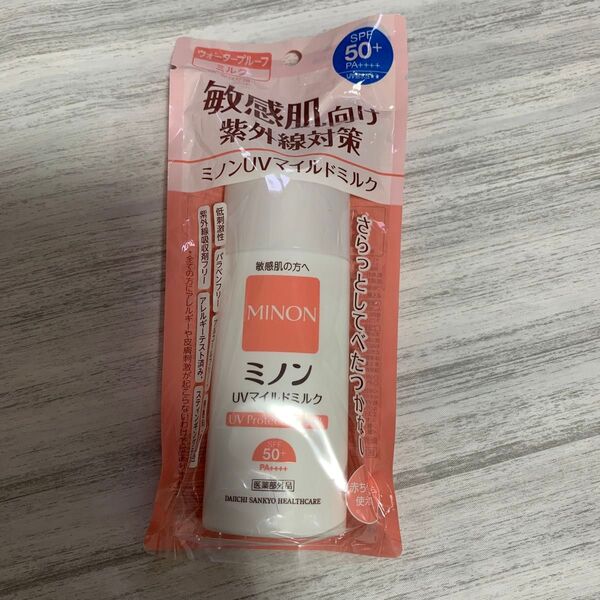 ウォータープルーフ
ミルク
SPF
50+
PA++++
敏感肌向け
紫外線対策
ミノンUVマイルドミルク
低刺激性
パラベンフリー
紫外線吸収剤フリー
アレルギーテスト済み
さらっとしてべたつかない
敏感肌の方へ
MINON
ミノン
UVマイルドミルク
UV
SPF
50+
PA++++
医薬部外品
DAIICHI SANKYO HEALTHCARE